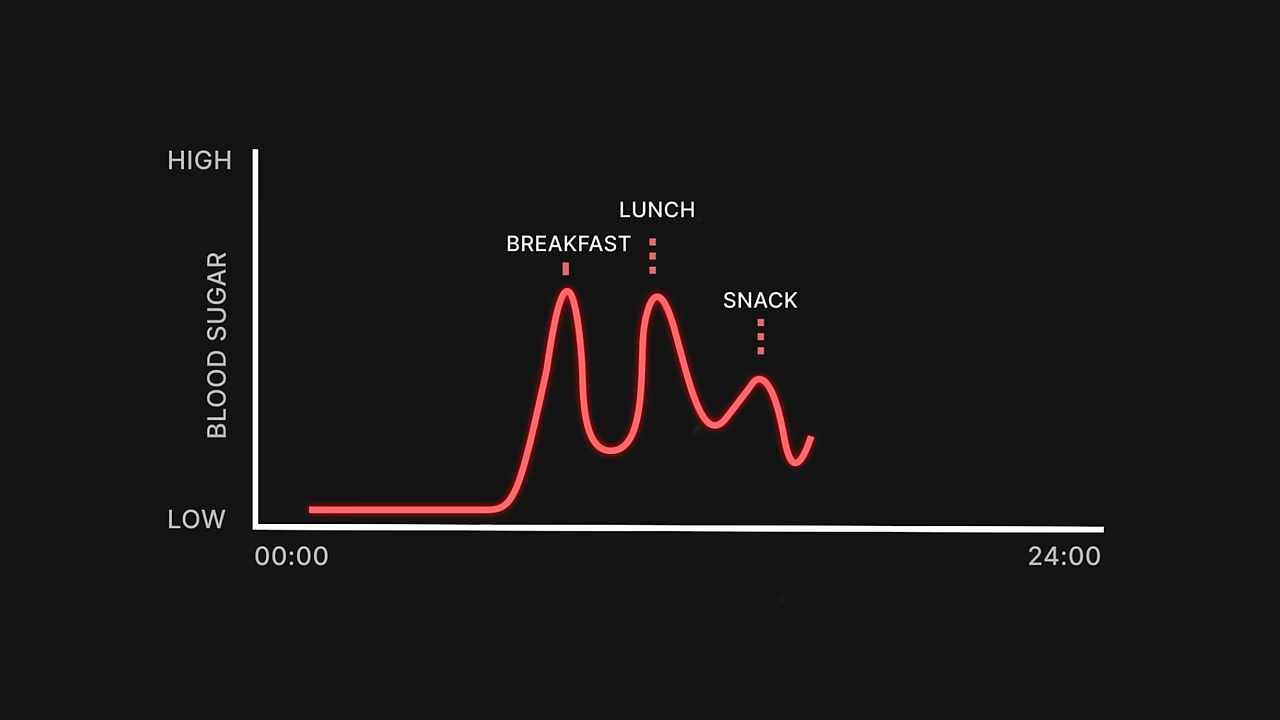 HIGH
LUNCH
BREAKFAST
SNACK
BLOOD SUGAR
LOW
00:00
24:00